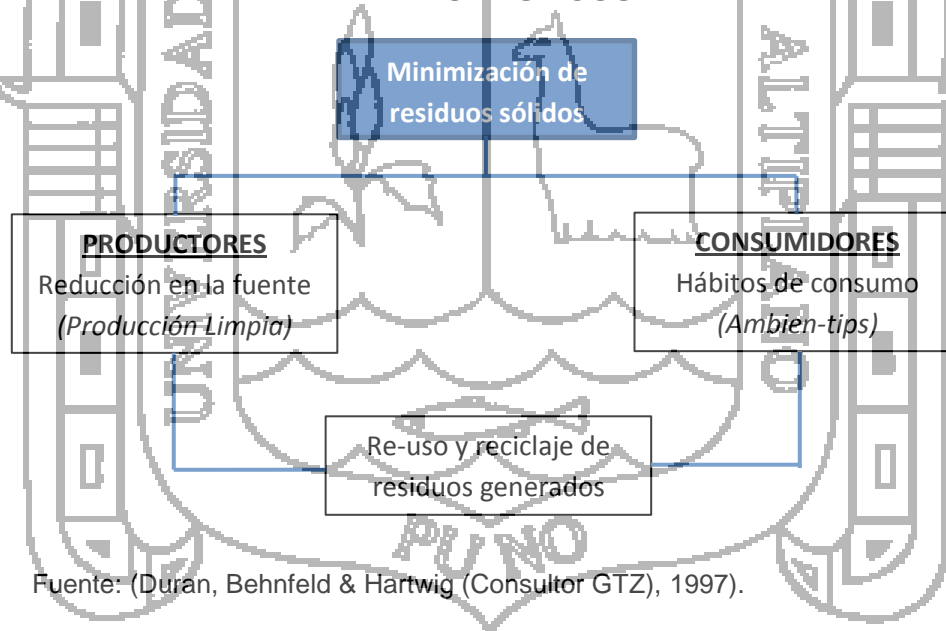 Minimización de
residuos sólidos
PRODUCTORES
Reducción en la fuente
(Producción Limpia)
CONSUMIDORES
Hábitos de consumo
(Ambien-tips)
Re-uso y reciclaje de
residuos generados
Fuente: (Duran, Behnfeld & Hartwig (Consultor GTZ), 1997).
PUNO